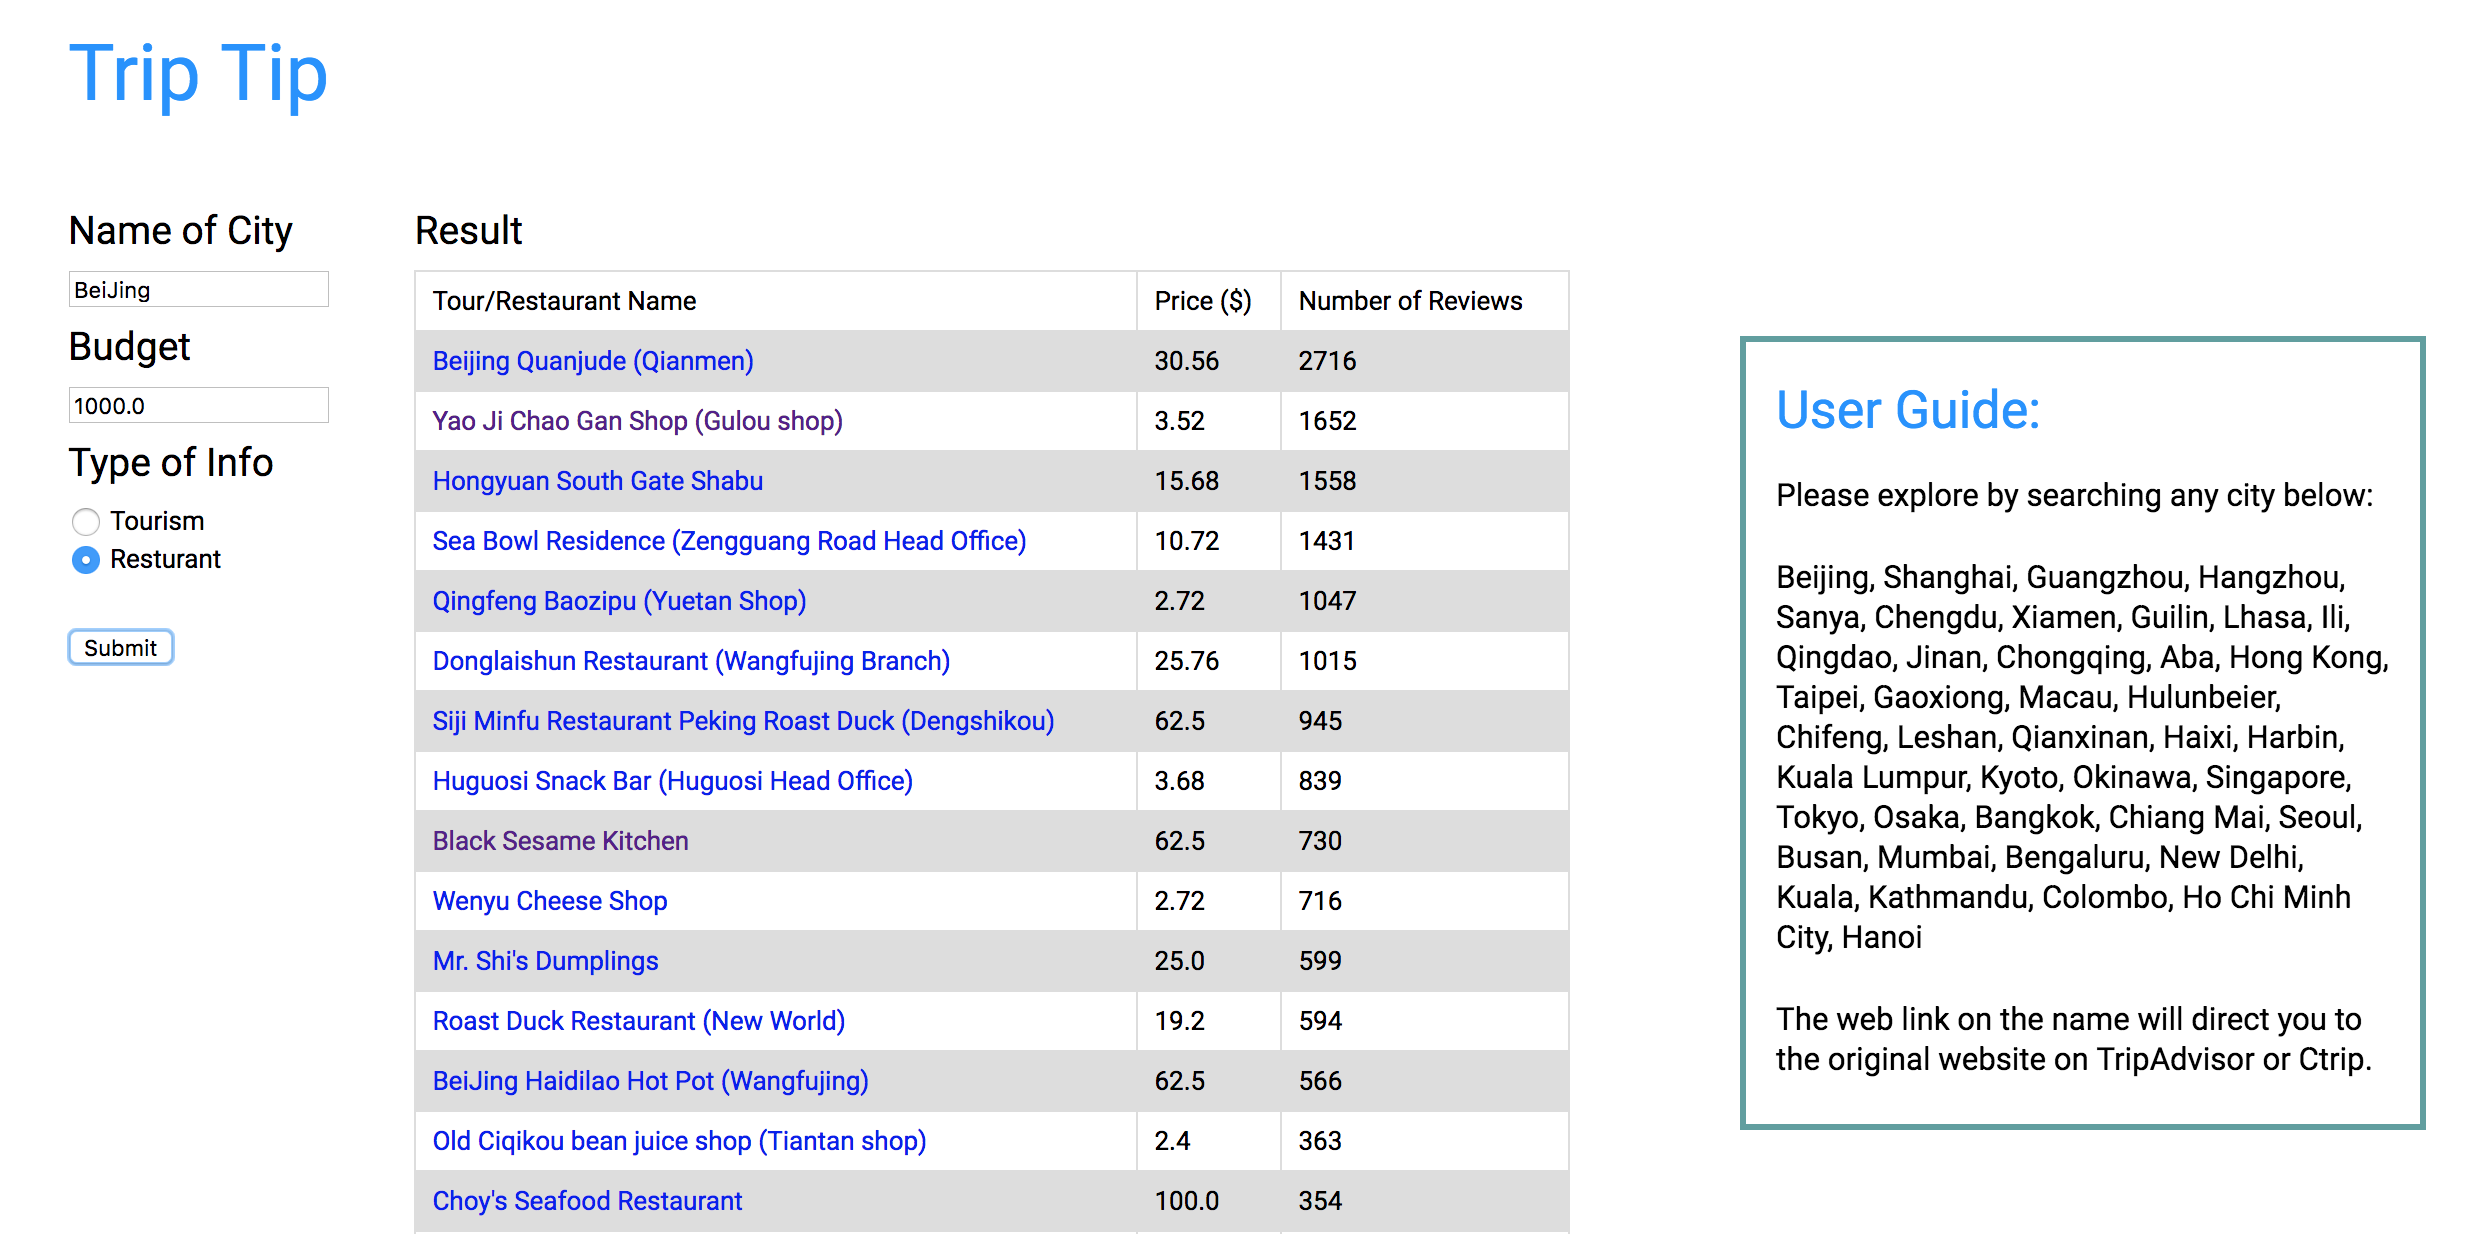 Trip Tip
Name of City
BeiJing
Budget
1000.0
Type of Info
Tourism
Resturant
Submit
Result
Tour/Restaurant Name Price ($) Number of Reviews
Beijing Quanjude (Qianmen) 30.56 2716
Yao Ji Chao Gan Shop (Gulou shop) 3.52 1652
Hongyuan South Gate Shabu 15.68 1558
Sea Bowl Residence (Zengguang Road Head Office) 10.72 1431
Qingfeng Baozipu (Yuetan Shop) 2.72 1047
Donglaishun Restaurant (Wangfujing Branch) 25.76 1015
Siji Minfu Restaurant Peking Roast Duck (Dengshikou) 62.5 945
Huguosi Snack Bar (Huguosi Head Office) 3.68 839
Black Sesame Kitchen 62.5 730
Wenyu Cheese Shop 2.72 716
Mr. Shi's Dumplings 25.0 599
Roast Duck Restaurant (New World) 19.2 594
BeiJing Haidilao Hot Pot (Wangfujing) 62.5 566
Old Ciqikou bean juice shop (Tiantan shop) 2.4 363
Choy's Seafood Restaurant 100.0 354
User Guide:
Please explore by searching any city below:
Beijing, Shanghai, Guangzhou, Hangzhou,
Sanya, Chengdu, Xiamen, Guilin, Lhasa, Ili,
Qingdao, Jinan, Chongqing, Aba, Hong Kong,
Taipei, Gaoxiong, Macau, Hulunbeier,
Chifeng, Leshan, Qianxinan, Haixi, Harbin,
Kuala Lumpur, Kyoto, Okinawa, Singapore,
Tokyo, Osaka, Bangkok, Chiang Mai, Seoul,
Busan, Mumbai, Bengaluru, New Delhi,
Kuala, Kathmandu, Colombo, Ho Chi Minh
City, Hanoi
The web link on the name will direct you to
the original website on TripAdvisor or Ctrip.